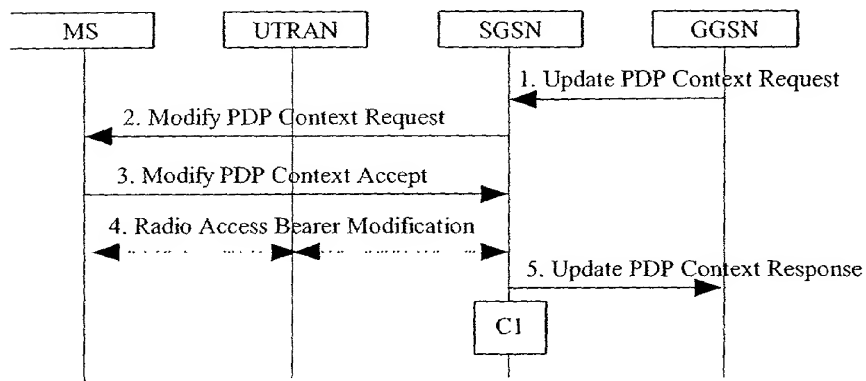 MS UTRAN SGSN GGSN
1. Update PDP Context Request
2. Modify PDP Context Request
3. Modify PDP Context Accept
4. Radio Access Bearer Modification
5. Update PDP Context Response
C1